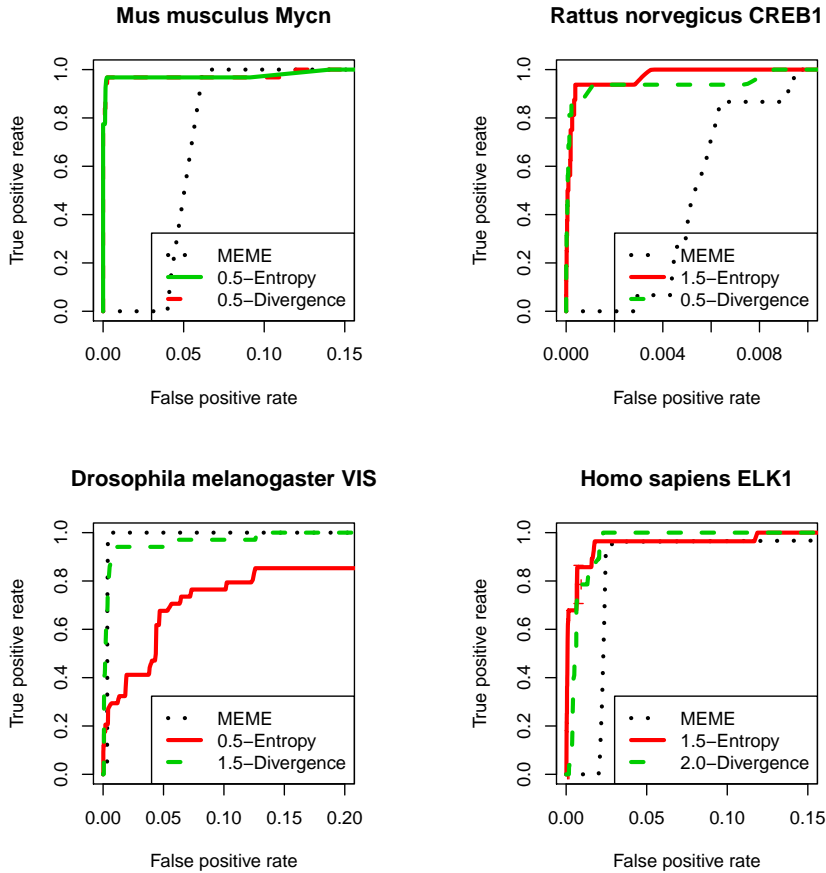 Mus musculus Mycn
True positive reate
1.0
0.8
0.6
0.4
0.2
0.0
MEME
0.5−Entropy
0.5−Divergence
0.00 0.05 0.10 0.15
False positive rate
Rattus norvegicus CREB1
True positive reate
1.0
0.8
0.6
0.4
0.2
0.0
MEME
1.5−Entropy
0.5−Divergence
0.000 0.004 0.008
False positive rate
Drosophila melanogaster VIS
True positive reate
1.0
0.8
0.6
0.4
0.2
0.0
MEME
0.5−Entropy
1.5−Divergence
0.00 0.05 0.10 0.15 0.20
False positive rate
Homo sapiens ELK1
True positive reate
1.0
0.8
0.6
0.4
0.2
0.0
MEME
1.5−Entropy
2.0−Divergence
0.00 0.05 0.10 0.15
False positive rate